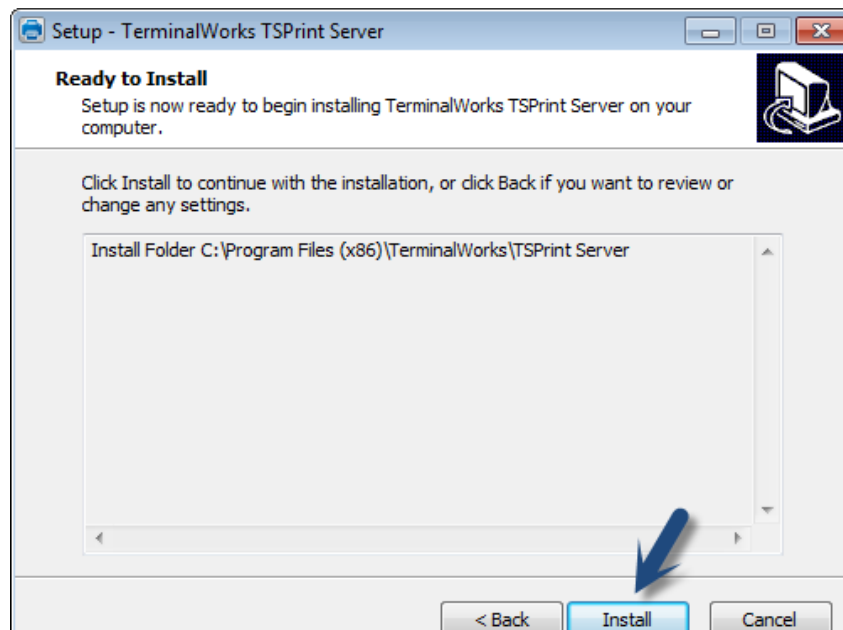 Setup - TerminalWorks TSPrint Server
Ready to Install
Setup is now ready to begin installing TerminalWorks TSPrint Server on your
computer.
Click Install to continue with the installation, or click Back if you want to review or
change any settings.
Install Folder C:\Program Files (x86)\TerminalWorks\TSPrint Server
< Back Install Cancel